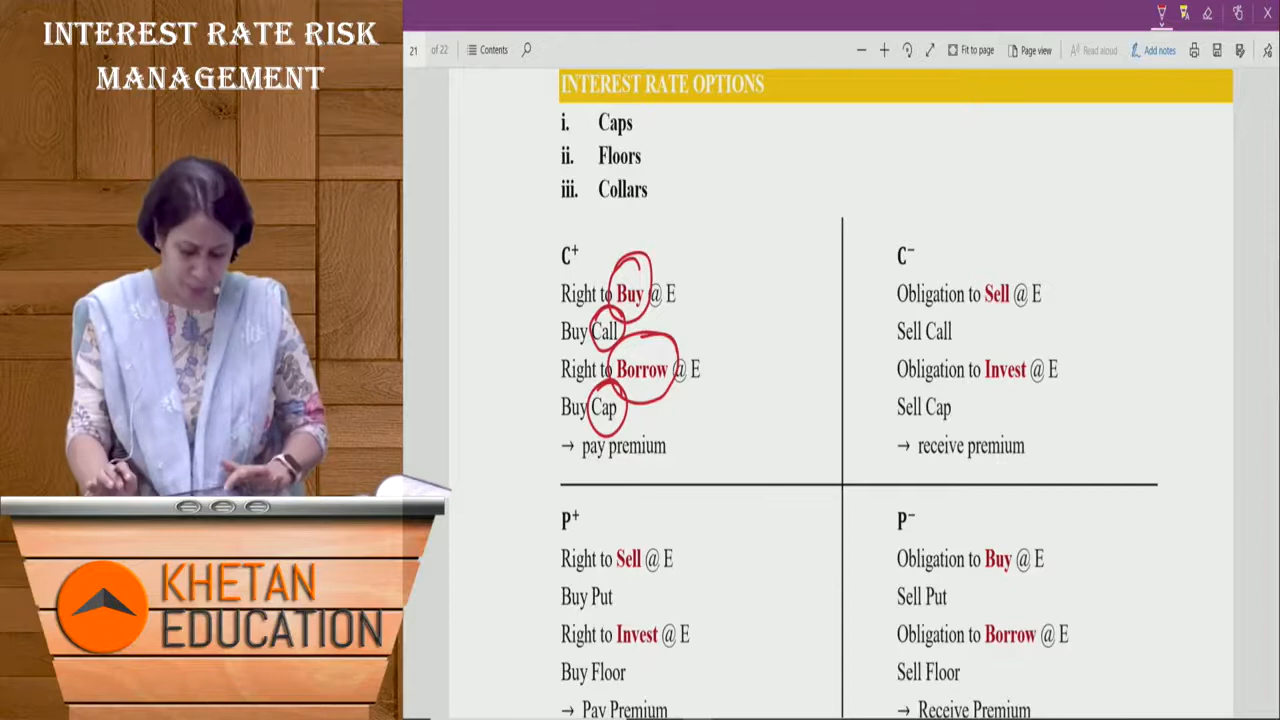 INTEREST RATE RISK
MANAGEMENT
21 of 22
Contents
Fit to page
Page view
Read aloud
Add notes
INTEREST RATE OPTIONS
i. Caps
ii. Floors
iii. Collars
C⁺
Right to Buy @ E
Buy Call
Right to Borrow @ E
Buy Cap
→ pay premium
C⁻
Obligation to Sell @ E
Sell Call
Obligation to Invest @ E
Sell Cap
→ receive premium
P⁺
Right to Sell @ E
Buy Put
Right to Invest @ E
Buy Floor
→ Pay Premium
P⁻
Obligation to Buy @ E
Sell Put
Obligation to Borrow @ E
Sell Floor
→ Receive Premium
KHETAN
EDUCATION